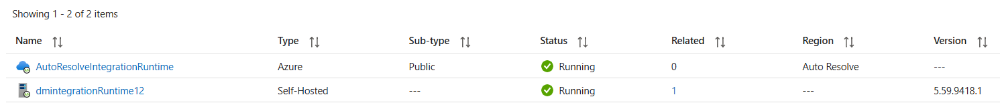 Showing 1 - 2 of 2 items
Name Type Sub-type Status Related Region Version
AutoResolveIntegrationRuntime Azure Public Running 0 Auto Resolve ---
dmintegrationRuntime12 Self-Hosted --- Running 1 --- 5.59.9418.1